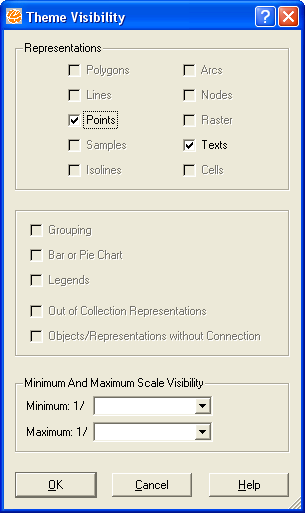 Theme Visibility
Representations
Polygons Arcs
Lines Nodes
Points Raster
Samples Texts
Isolines Cells
Grouping
Bar or Pie Chart
Legends
Out of Collection Representations
Objects/Representations without Connection
Minimum And Maximum Scale Visibility
Minimum: 1/
Maximum: 1/
OK Cancel Help